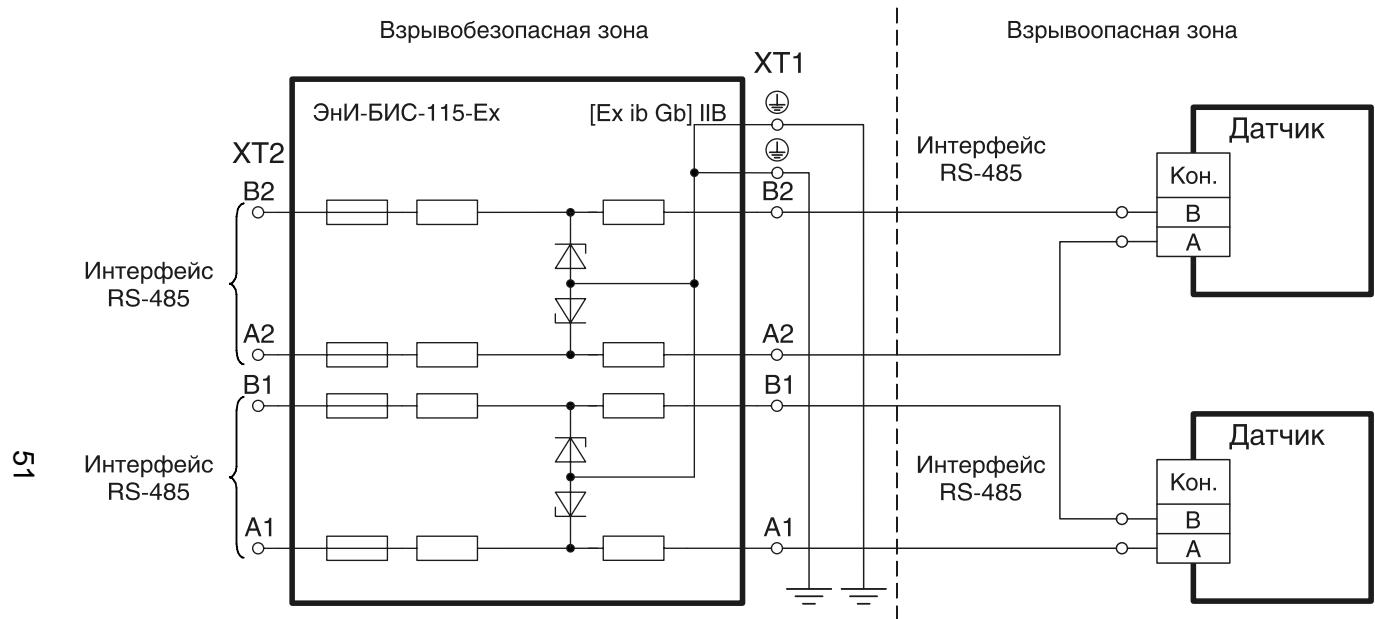 Взрывобезопасная зона
Взрывоопасная зона
XT1
ЭнИ-БИС-115-Ех
[Ex ib Gb] IIB
XT2
B2
Интерфейс
RS-485
A2
B1
Интерфейс
RS-485
A1
B2
A2
B1
A1
Интерфейс
RS-485
Датчик
Кон.
B
A
Интерфейс
RS-485
Датчик
Кон.
B
A
51